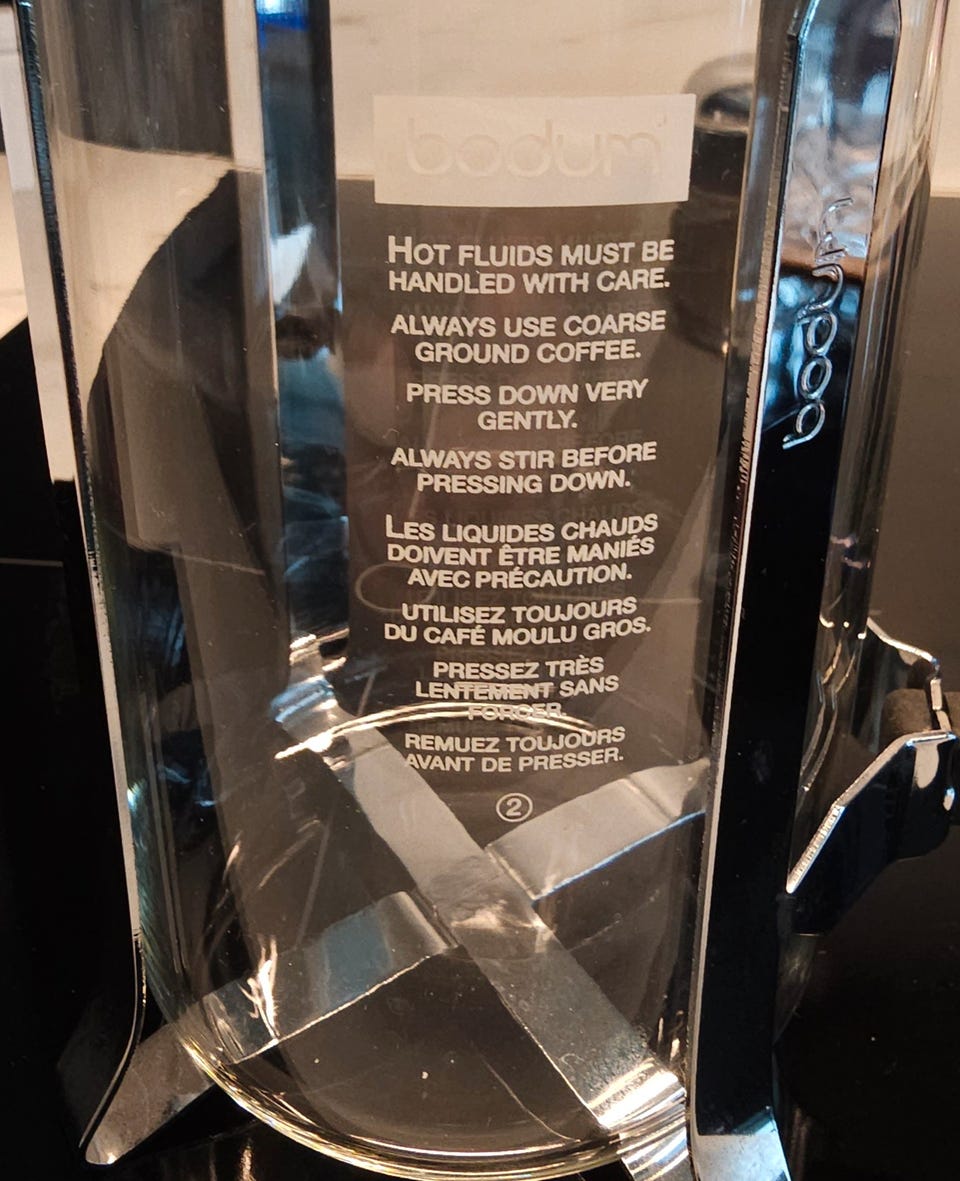 bodum
HOT FLUIDS MUST BE
HANDLED WITH CARE.
ALWAYS USE COARSE
GROUND COFFEE.
PRESS DOWN VERY
GENTLY.
ALWAYS STIR BEFORE
PRESSING DOWN.
LES LIQUIDES CHAUDS
DOIVENT ÊTRE MANIÉS
AVEC PRÉCAUTION.
UTILISEZ TOUJOURS
DU CAFÉ MOULU GROS.
PRESSEZ TRÈS
LENTEMENT SANS
FORCER
REMUEZ TOUJOURS
AVANT DE PRESSER.
2
bodum